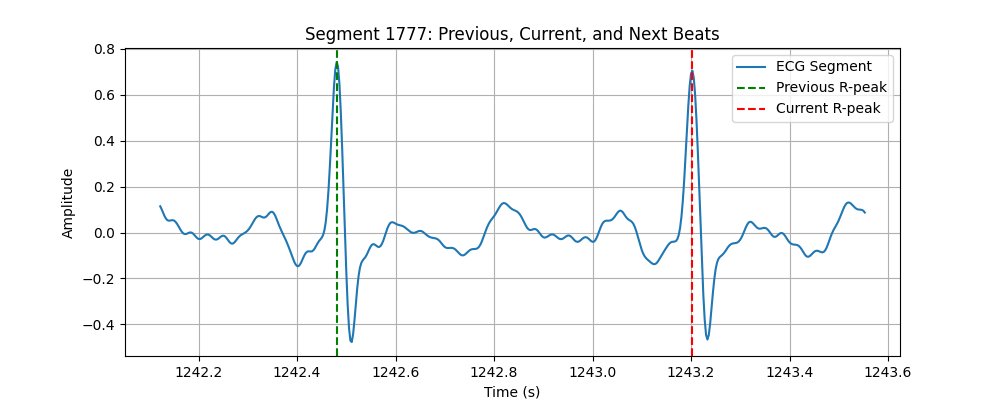 Segment 1777: Previous, Current, and Next Beats
ECG Segment
Previous R-peak
Current R-peak
Amplitude
0.8
0.6
0.4
0.2
0.0
−0.2
−0.4
1242.2 1242.4 1242.6 1242.8 1243.0 1243.2 1243.4 1243.6
Time (s)